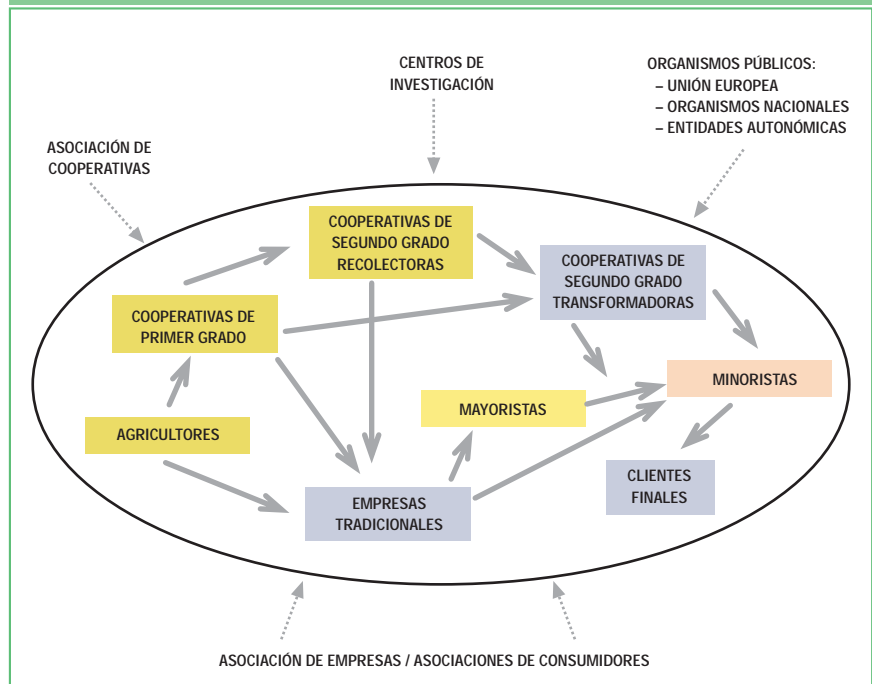 CENTROS DE
INVESTIGACIÓN
ORGANISMOS PÚBLICOS:
– UNIÓN EUROPEA
– ORGANISMOS NACIONALES
– ENTIDADES AUTONÓMICAS
ASOCIACIÓN DE
COOPERATIVAS
COOPERATIVAS DE
SEGUNDO GRADO
RECOLECTORAS
COOPERATIVAS DE
SEGUNDO GRADO
TRANSFORMADORAS
COOPERATIVAS DE
PRIMER GRADO
MINORISTAS
MAYORISTAS
AGRICULTORES
CLIENTES
FINALES
EMPRESAS
TRADICIONALES
ASOCIACIÓN DE EMPRESAS / ASOCIACIONES DE CONSUMIDORES